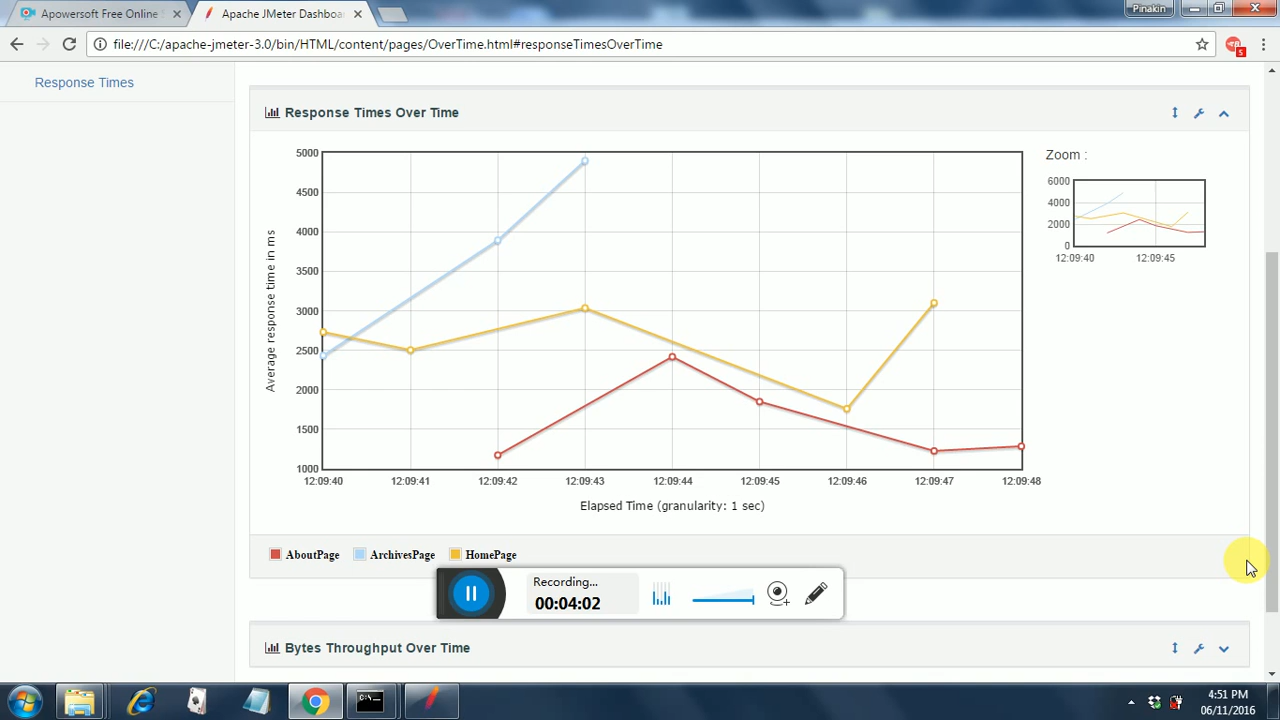 Apowersoft Free Online
Apache JMeter Dashboa
Pinakin
file:///C:/apache-jmeter-3.0/bin/HTML/content/pages/OverTime.html#responseTimesOverTime
5
Response Times
Response Times Over Time
Average response time in ms
5000
4500
4000
3500
3000
2500
2000
1500
1000
12:09:40 12:09:41 12:09:42 12:09:43 12:09:44 12:09:45 12:09:46 12:09:47 12:09:48
Elapsed Time (granularity: 1 sec)
Zoom :
6000
4000
2000
0
12:09:40 12:09:45
AboutPage ArchivesPage HomePage
Recording...
00:04:02
Bytes Throughput Over Time
4:51 PM
06/11/2016